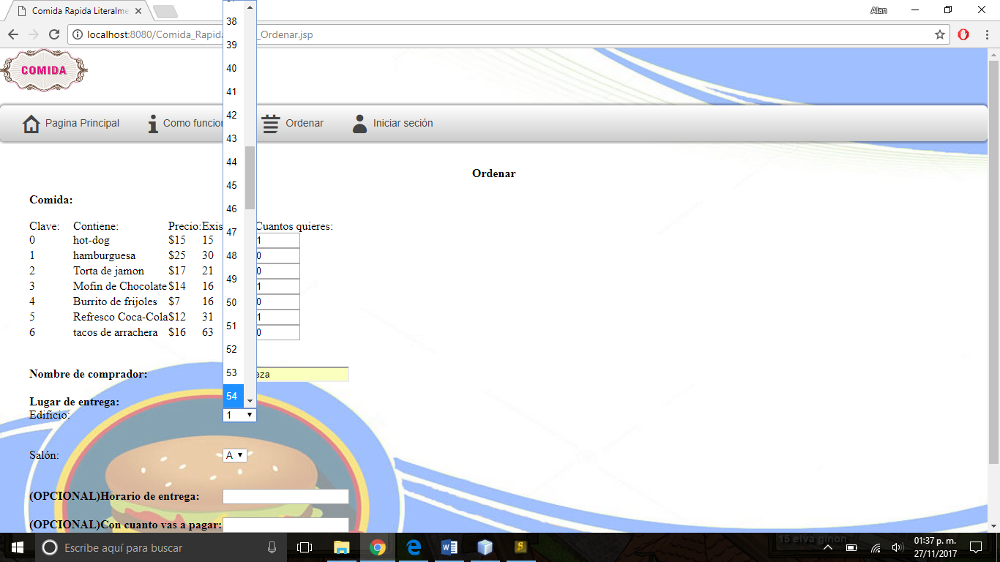 Comida Rapida Literalme
Alan
localhost:8080/Comida_Rapida _Ordenar.jsp
COMIDA
Pagina Principal Como funcion Ordenar Iniciar seción
Ordenar
Comida:
Clave: Contiene: Precio: Exis Cuantos quieres:
0 hot-dog $15 15 1
1 hamburguesa $25 30 0
2 Torta de jamon $17 21 0
3 Mofin de Chocolate $14 16 1
4 Burrito de frijoles $7 16 0
5 Refresco Coca-Cola $12 31 1
6 tacos de arrachera $16 63 0
38
39
40
41
42
43
44
45
46
47
48
49
50
51
52
53
54
Nombre de comprador: eza
Lugar de entrega:
Edificio: 1
Salón: A
(OPCIONAL)Horario de entrega:
(OPCIONAL)Con cuanto vas a pagar:
Escribe aquí para buscar
15 elva ginon
01:37 p. m.
27/11/2017